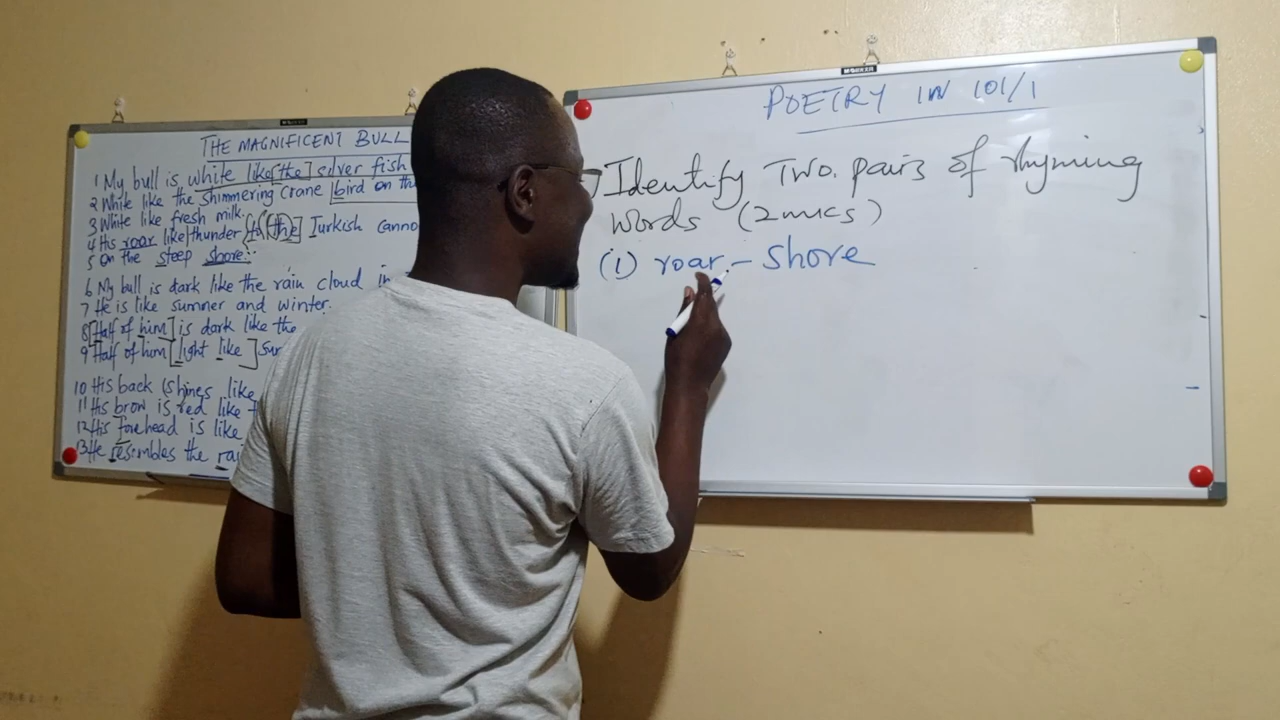 THE MAGNIFICENT BULL
1 My bull is white like [the] silver fish
2 White like the shimmering crane [bird on the
3 White like fresh milk.
4 His roar like thunder [the] Turkish canno
5 On the steep shore.
6 My bull is dark like the rain cloud in
7 He is like summer and winter.
8 [Half of him] is dark like the
9 Half of him [light like] su
10 His back (shines like
11 His brow is red like
12 His forehead is like
13 He resembles the ra
POETRY IN 101/1
Identify Two pairs of rhyming
words (2mks)
(i) roar - shore